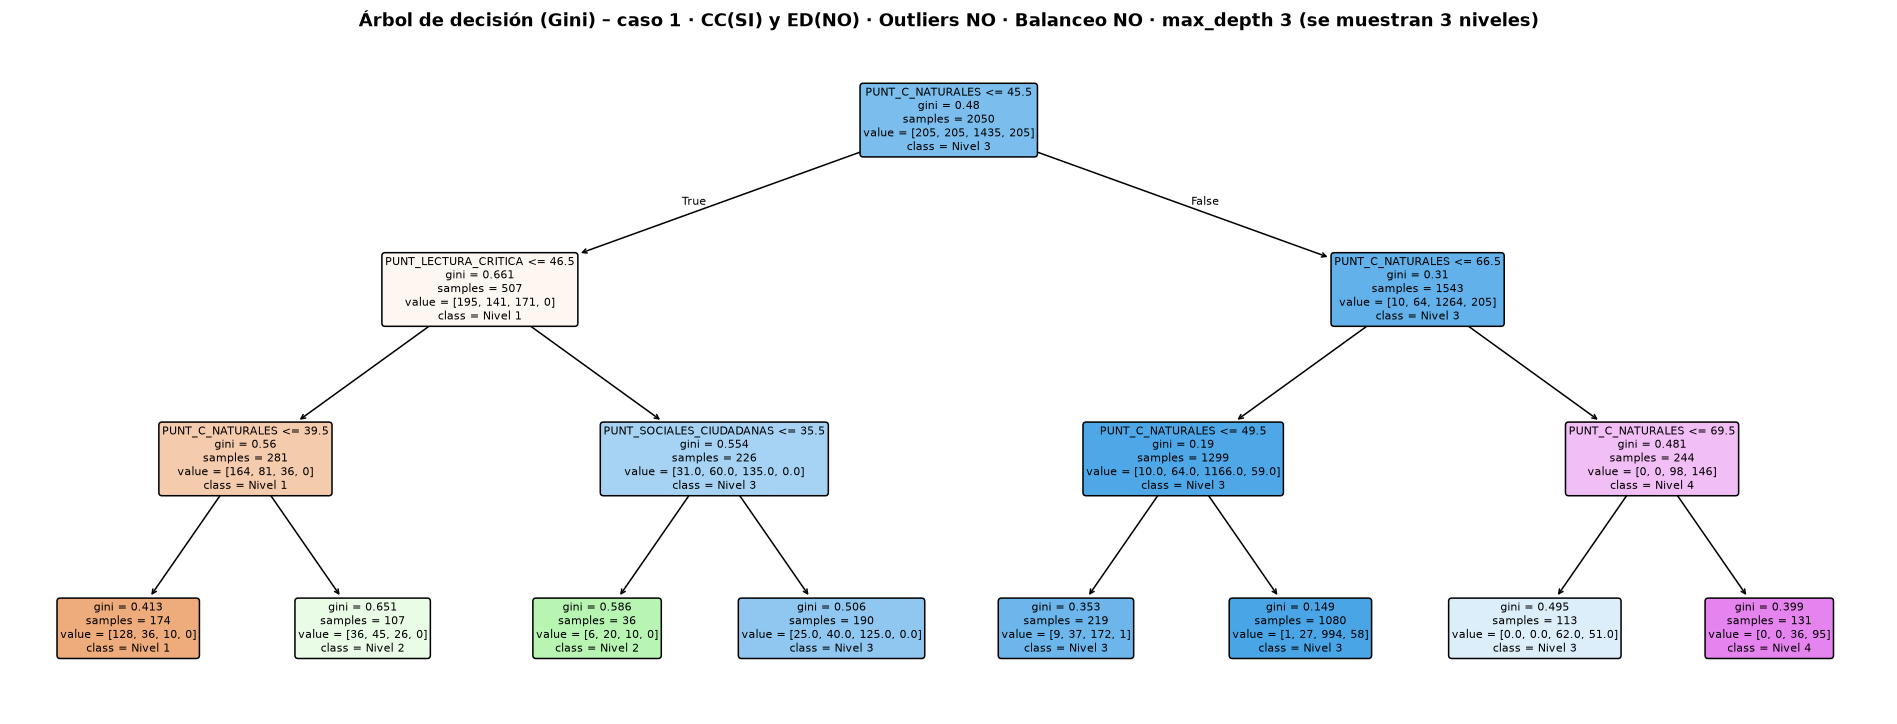 Árbol de decisión (Gini) – caso 1 · CC(SI) y ED(NO) · Outliers NO · Balanceo NO · max_depth 3 (se muestran 3 niveles)
PUNT_C_NATURALES <= 45.5
gini = 0.48
samples = 2050
value = [205, 205, 1435, 205]
class = Nivel 3
True
False
PUNT_LECTURA_CRITICA <= 46.5
gini = 0.661
samples = 507
value = [195, 141, 171, 0]
class = Nivel 1
PUNT_C_NATURALES <= 66.5
gini = 0.31
samples = 1543
value = [10, 64, 1264, 205]
class = Nivel 3
PUNT_C_NATURALES <= 39.5
gini = 0.56
samples = 281
value = [164, 81, 36, 0]
class = Nivel 1
PUNT_SOCIALES_CIUDADANAS <= 35.5
gini = 0.554
samples = 226
value = [31.0, 60.0, 135.0, 0.0]
class = Nivel 3
PUNT_C_NATURALES <= 49.5
gini = 0.19
samples = 1299
value = [10.0, 64.0, 1166.0, 59.0]
class = Nivel 3
PUNT_C_NATURALES <= 69.5
gini = 0.481
samples = 244
value = [0, 0, 98, 146]
class = Nivel 4
gini = 0.413
samples = 174
value = [128, 36, 10, 0]
class = Nivel 1
gini = 0.651
samples = 107
value = [36, 45, 26, 0]
class = Nivel 2
gini = 0.586
samples = 36
value = [6, 20, 10, 0]
class = Nivel 2
gini = 0.506
samples = 190
value = [25.0, 40.0, 125.0, 0.0]
class = Nivel 3
gini = 0.353
samples = 219
value = [9, 37, 172, 1]
class = Nivel 3
gini = 0.149
samples = 1080
value = [1, 27, 994, 58]
class = Nivel 3
gini = 0.495
samples = 113
value = [0.0, 0.0, 62.0, 51.0]
class = Nivel 3
gini = 0.399
samples = 131
value = [0, 0, 36, 95]
class = Nivel 4